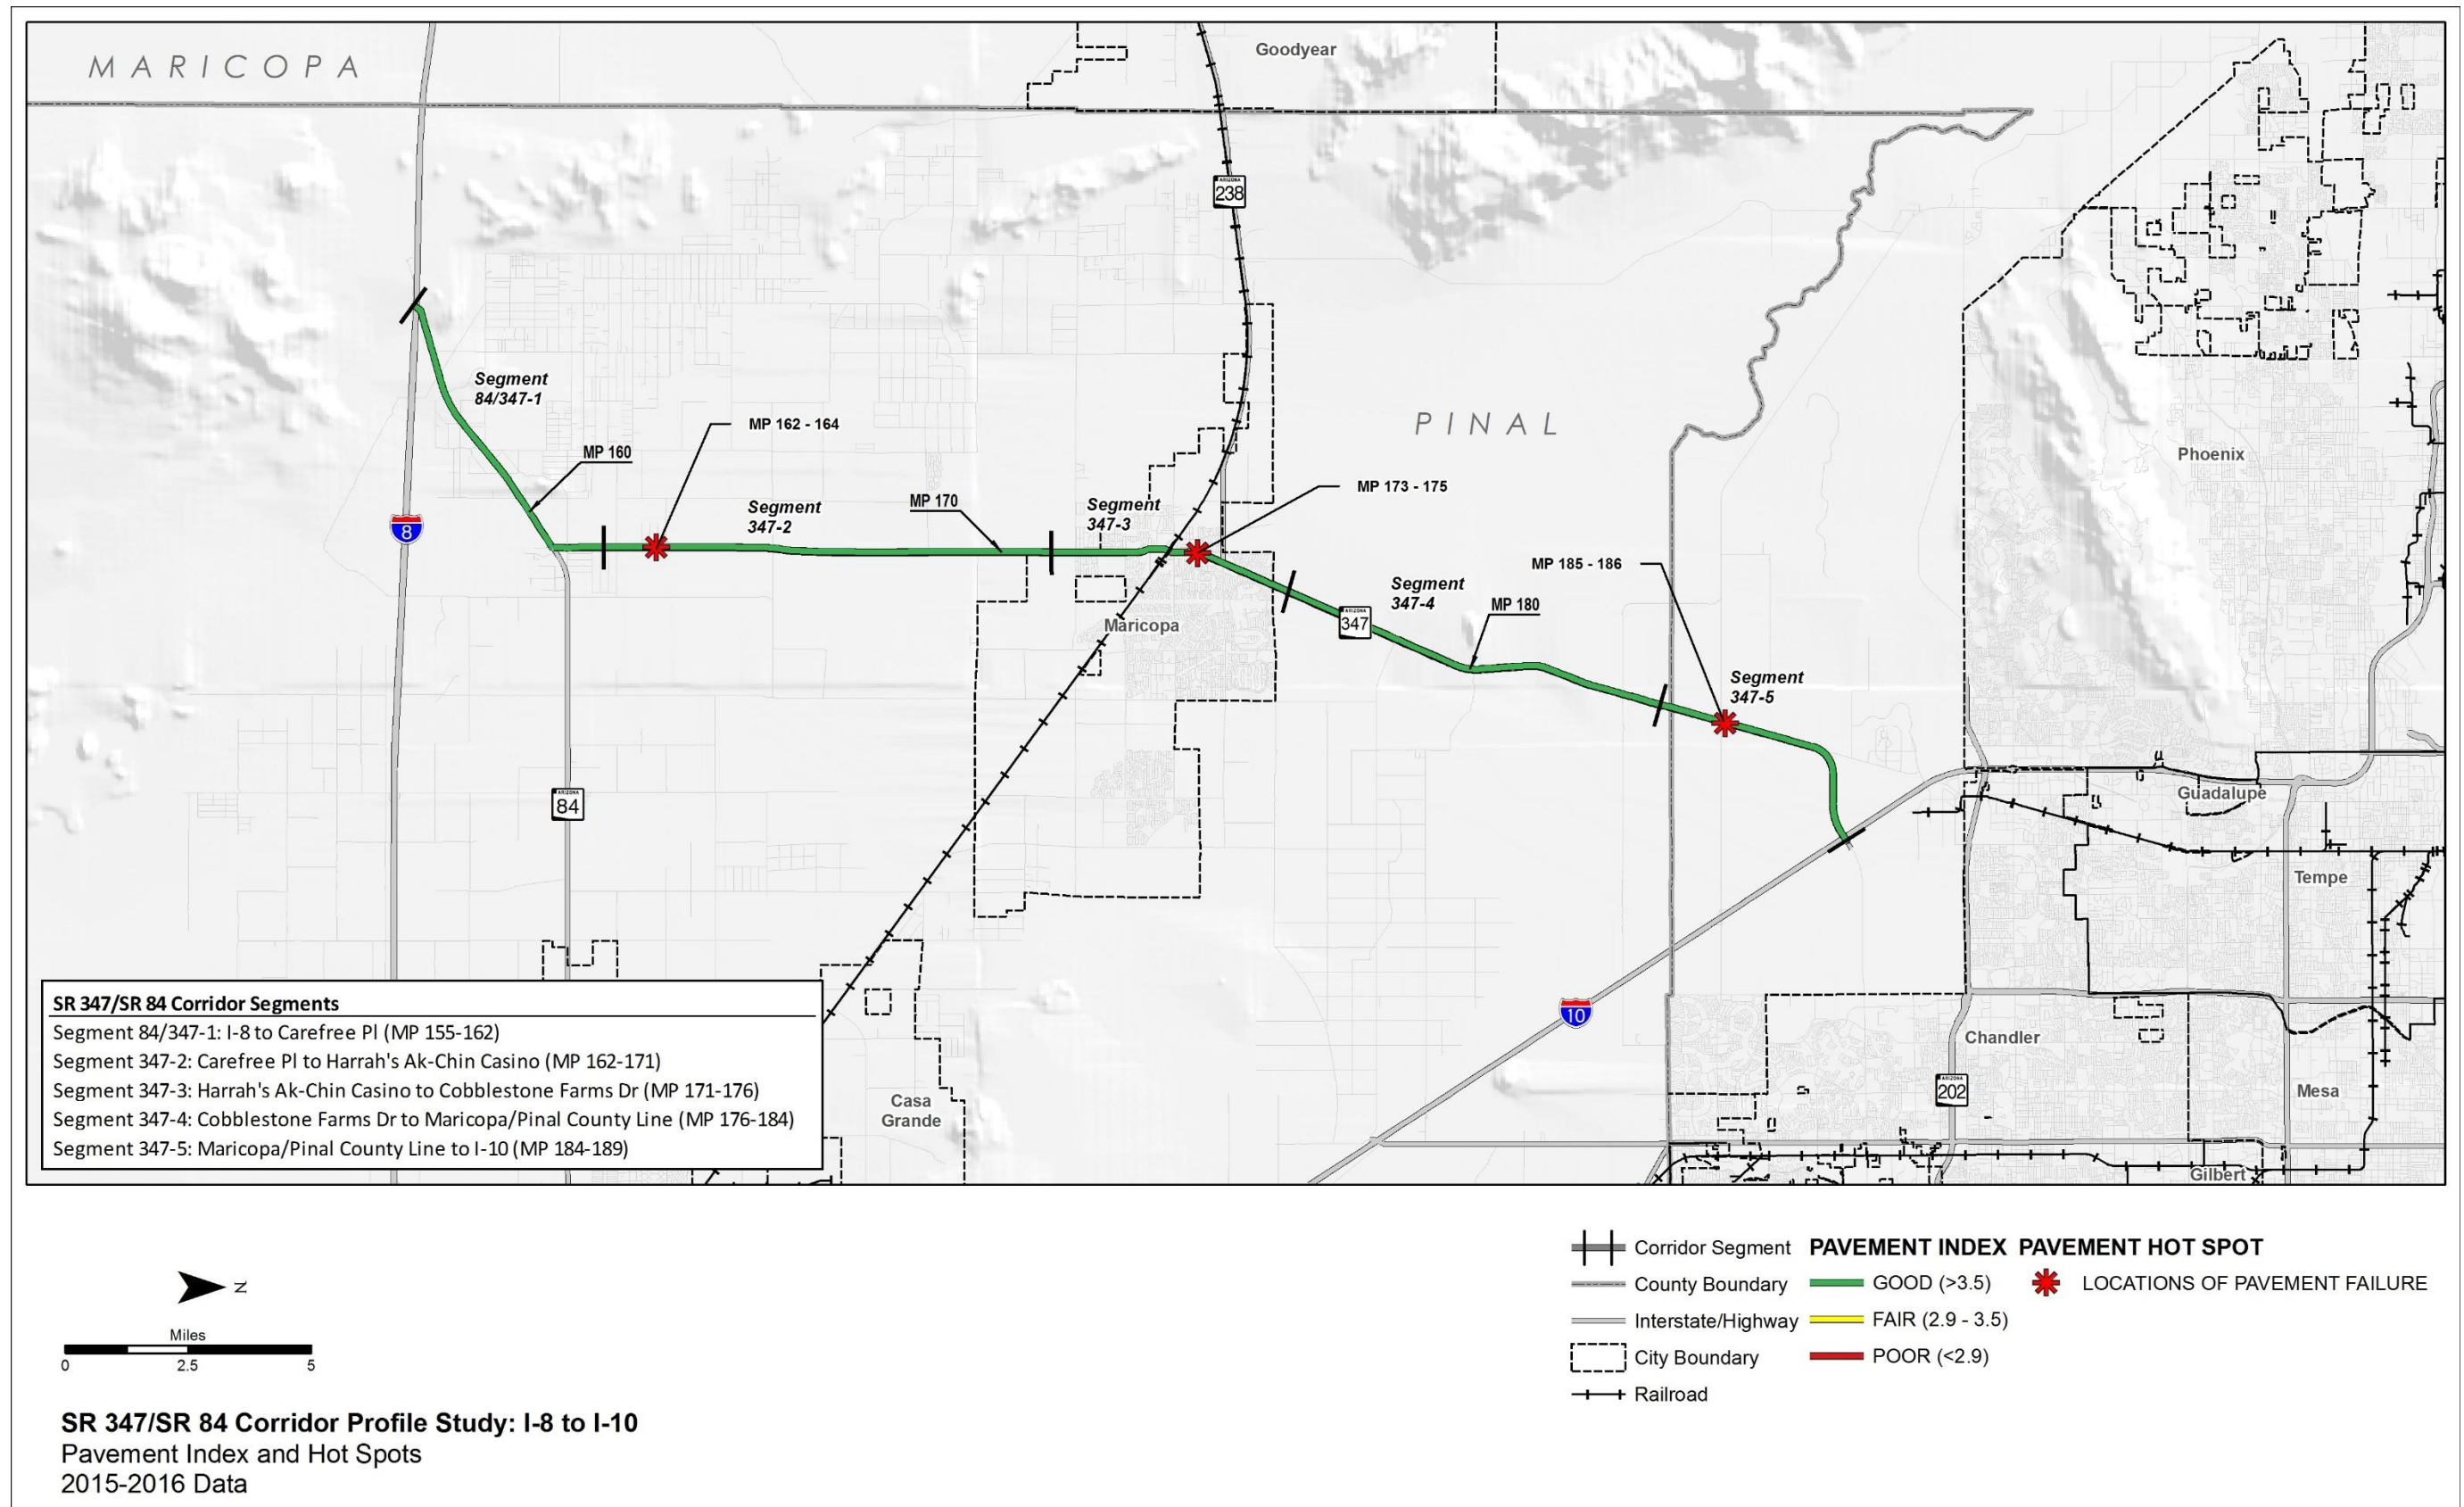 MARICOPA
Goodyear
ARIZONA
238
Segment
84/347-1
MP 162 - 164
PINAL
Phoenix
MP 160
MP 173 - 175
Segment
347-2
MP 170
Segment
347-3
8
MP 185 - 186
Segment
347-4
MP 180
ARIZONA
347
Maricopa
Segment
347-5
ARIZONA
84
Guadalupe
Tempe
10
Chandler
ARIZONA
202
Mesa
Casa
Grande
Gilbert
SR 347/SR 84 Corridor Segments
Segment 84/347-1: I-8 to Carefree Pl (MP 155-162)
Segment 347-2: Carefree Pl to Harrah's Ak-Chin Casino (MP 162-171)
Segment 347-3: Harrah's Ak-Chin Casino to Cobblestone Farms Dr (MP 171-176)
Segment 347-4: Cobblestone Farms Dr to Maricopa/Pinal County Line (MP 176-184)
Segment 347-5: Maricopa/Pinal County Line to I-10 (MP 184-189)
N
Miles
0 2.5 5
Corridor Segment
County Boundary
Interstate/Highway
City Boundary
Railroad
PAVEMENT INDEX
GOOD (>3.5)
FAIR (2.9 - 3.5)
POOR (<2.9)
PAVEMENT HOT SPOT
LOCATIONS OF PAVEMENT FAILURE
SR 347/SR 84 Corridor Profile Study: I-8 to I-10
Pavement Index and Hot Spots
2015-2016 Data